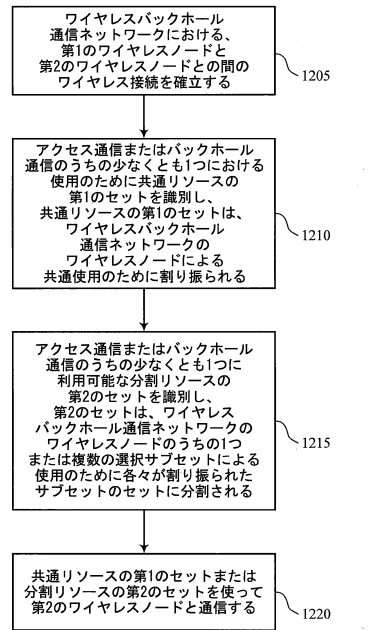 ワイヤレスバックホール
通信ネットワークにおける、
第1のワイヤレスノードと
第2のワイヤレスノードとの間の
ワイヤレス接続を確立する
1205
アクセス通信またはバックホール
通信のうちの少なくとも1つにおける
使用のために共通リソースの
第1のセットを識別し、
共通リソースの第1のセットは、
ワイヤレスバックホール
通信ネットワークの
ワイヤレスノードによる
共通使用のために割り振られる
1210
アクセス通信またはバックホール
通信のうちの少なくとも1つに
利用可能な分割リソースの
第2のセットを識別し、
第2のセットは、ワイヤレス
バックホール通信ネットワークの
ワイヤレスノードのうちの1つ
または複数の選択サブセットによる
使用のために各々が割り振られた
サブセットのセットに分割される
1215
共通リソースの第1のセットまたは
分割リソースの第2のセットを使って
第2のワイヤレスノードと通信する
1220